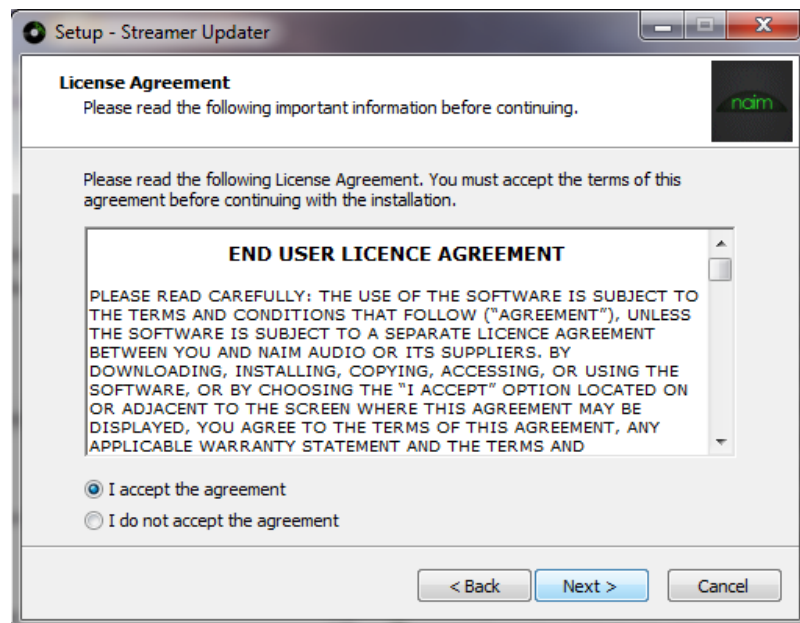 Setup - Streamer Updater
License Agreement
Please read the following important information before continuing.
naim
Please read the following License Agreement. You must accept the terms of this
agreement before continuing with the installation.
END USER LICENCE AGREEMENT
PLEASE READ CAREFULLY: THE USE OF THE SOFTWARE IS SUBJECT TO
THE TERMS AND CONDITIONS THAT FOLLOW (“AGREEMENT”), UNLESS
THE SOFTWARE IS SUBJECT TO A SEPARATE LICENCE AGREEMENT
BETWEEN YOU AND NAIM AUDIO OR ITS SUPPLIERS. BY
DOWNLOADING, INSTALLING, COPYING, ACCESSING, OR USING THE
SOFTWARE, OR BY CHOOSING THE “I ACCEPT” OPTION LOCATED ON
OR ADJACENT TO THE SCREEN WHERE THIS AGREEMENT MAY BE
DISPLAYED, YOU AGREE TO THE TERMS OF THIS AGREEMENT, ANY
APPLICABLE WARRANTY STATEMENT AND THE TERMS AND
I accept the agreement
I do not accept the agreement
< Back Next > Cancel